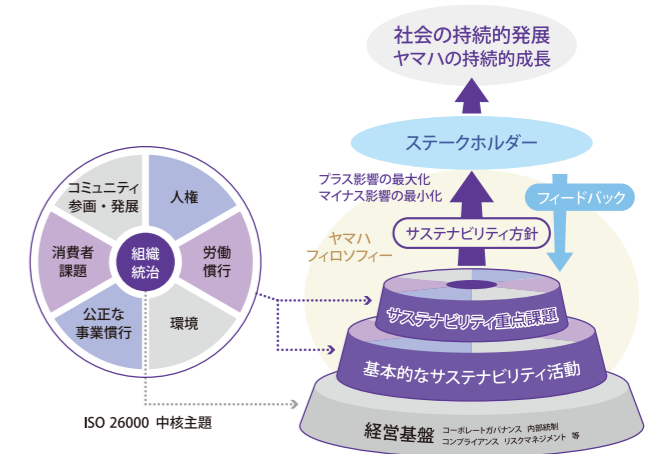 社会の持続的発展
ヤマハの持続的成長
ステークホルダー
プラス影響の最大化
マイナス影響の最小化
フィードバック
サステナビリティ方針
ヤマハ
フィロソフィー
サステナビリティ重点課題
基本的なサステナビリティ活動
経営基盤
コーポレートガバナンス 内部統制
コンプライアンス リスクマネジメント 等
コミュニティ
参画・発展
人権
消費者
課題
組織
統治
労働
慣行
公正な
事業慣行
環境
ISO 26000 中核主題